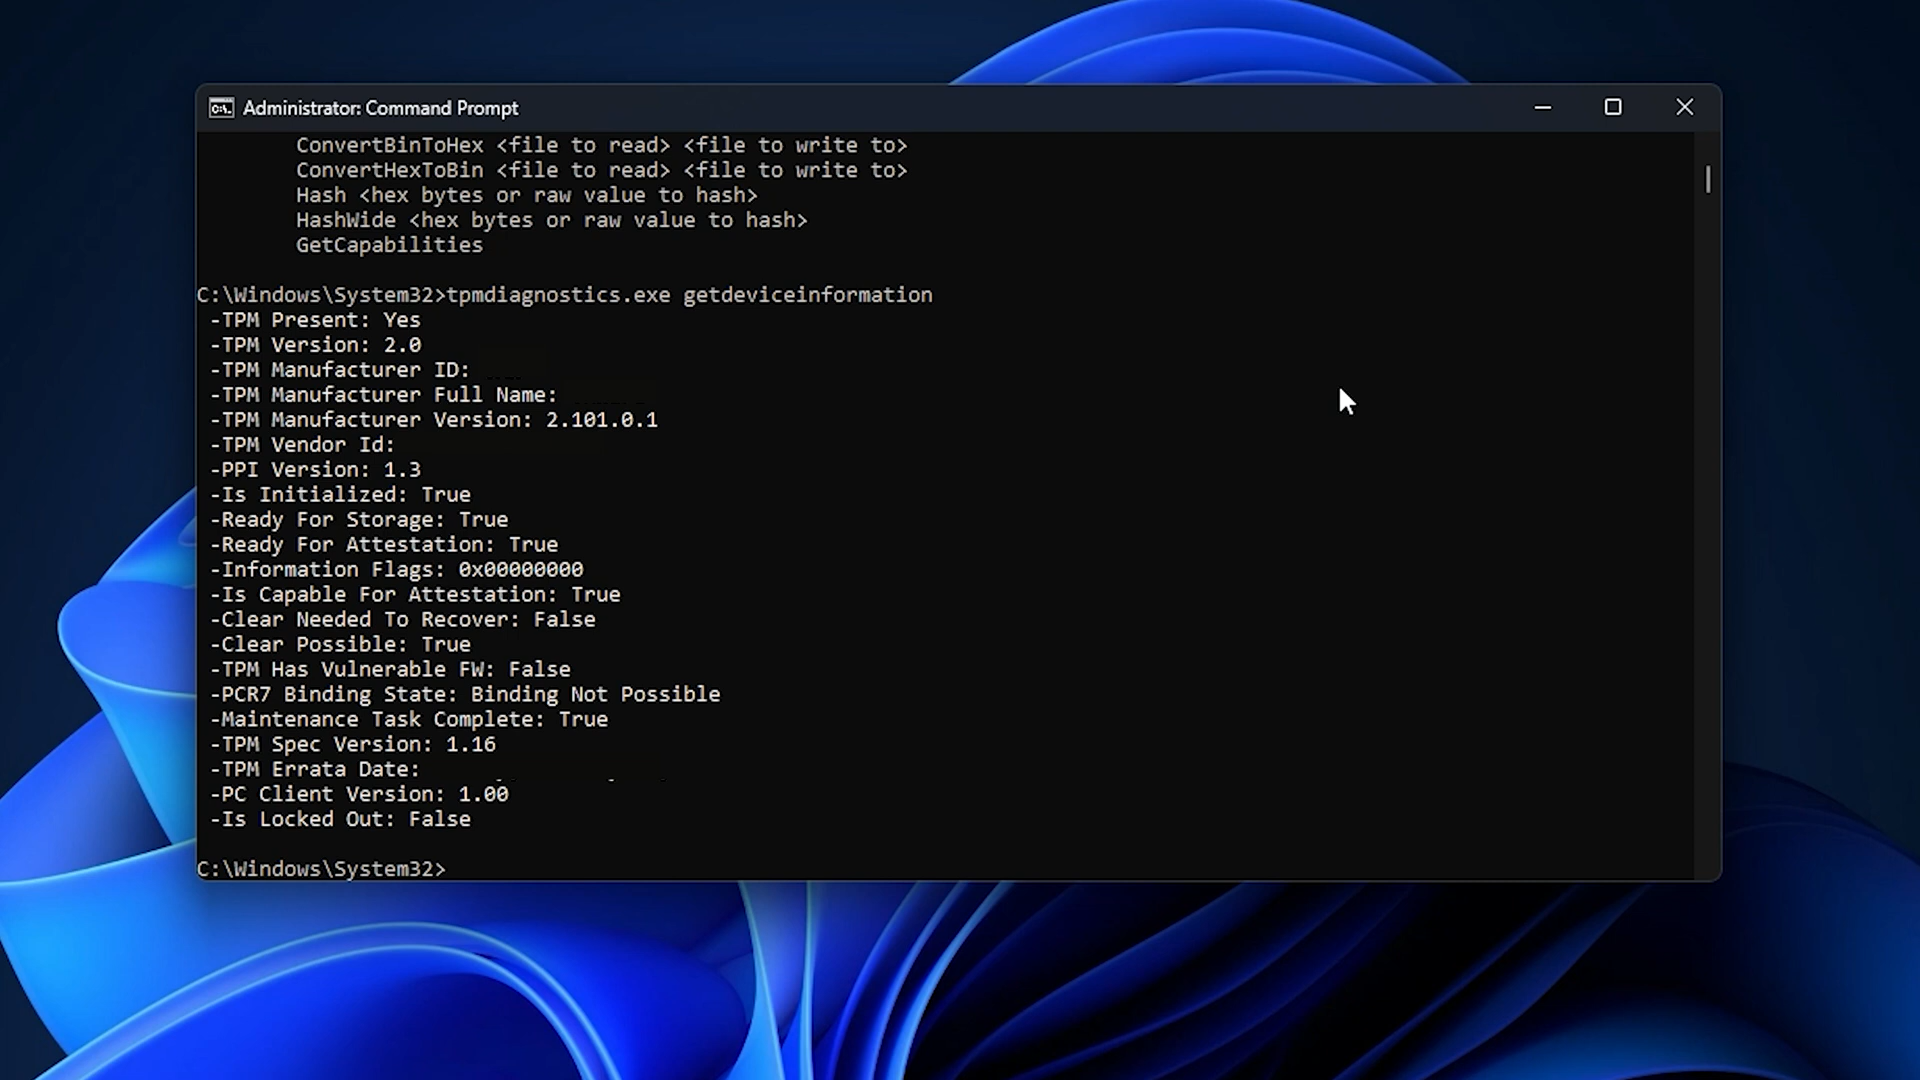 Administrator: Command Prompt
ConvertBinToHex <file to read> <file to write to>
ConvertHexToBin <file to read> <file to write to>
Hash <hex bytes or raw value to hash>
HashWide <hex bytes or raw value to hash>
GetCapabilities
C:\Windows\System32>tpmdiagnostics.exe getdeviceinformation
-TPM Present: Yes
-TPM Version: 2.0
-TPM Manufacturer ID:
-TPM Manufacturer Full Name:
-TPM Manufacturer Version: 2.101.0.1
-TPM Vendor Id:
-PPI Version: 1.3
-Is Initialized: True
-Ready For Storage: True
-Ready For Attestation: True
-Information Flags: 0x00000000
-Is Capable For Attestation: True
-Clear Needed To Recover: False
-Clear Possible: True
-TPM Has Vulnerable FW: False
-PCR7 Binding State: Binding Not Possible
-Maintenance Task Complete: True
-TPM Spec Version: 1.16
-TPM Errata Date:
-PC Client Version: 1.00
-Is Locked Out: False
C:\Windows\System32>